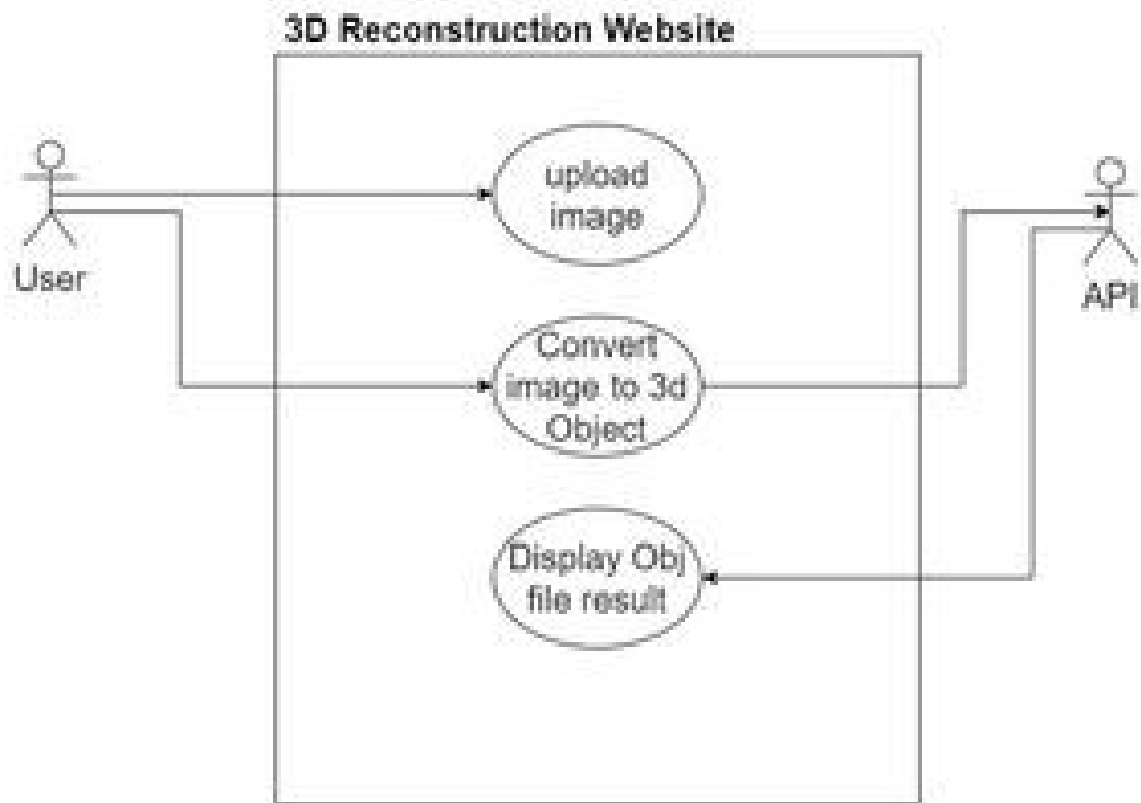 3D Reconstruction Website
upload
image
User
API
Convert
image to 3d
Object
Display Obj
file result